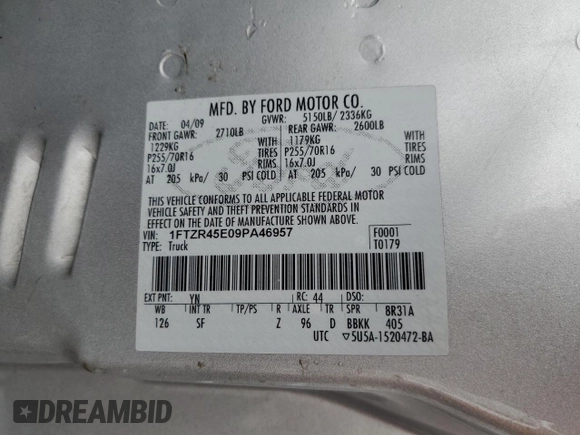 MFD. BY FORD MOTOR CO.
DATE: 04/09 GVWR: 5150LB/ 2336KG
FRONT GAWR: 2710LB REAR GAWR: 2600LB
1229KG WITH 1179KG WITH
P255/70R16 TIRES P255/70R16 TIRES
16x7.0J RIMS 16x7.0J RIMS
AT 205 kPa/ 30 PSI COLD AT 205 kPa/ 30 PSI COLD
THIS VEHICLE CONFORMS TO ALL APPLICABLE FEDERAL MOTOR
VEHICLE SAFETY AND THEFT PREVENTION STANDARDS IN
EFFECT ON THE DATE OF MANUFACTURE SHOWN ABOVE.
VIN: 1FTZR45E09PA46957 F0001
TYPE: Truck T0179
EXT PNT: YN RC: 44 DSO:
WB INT TR TP/PS R AXLE TR SPR 8R31A
126 SF Z 96 D BBKK 405
UTC ▽5U5A-1520472-BA
DREAMBID